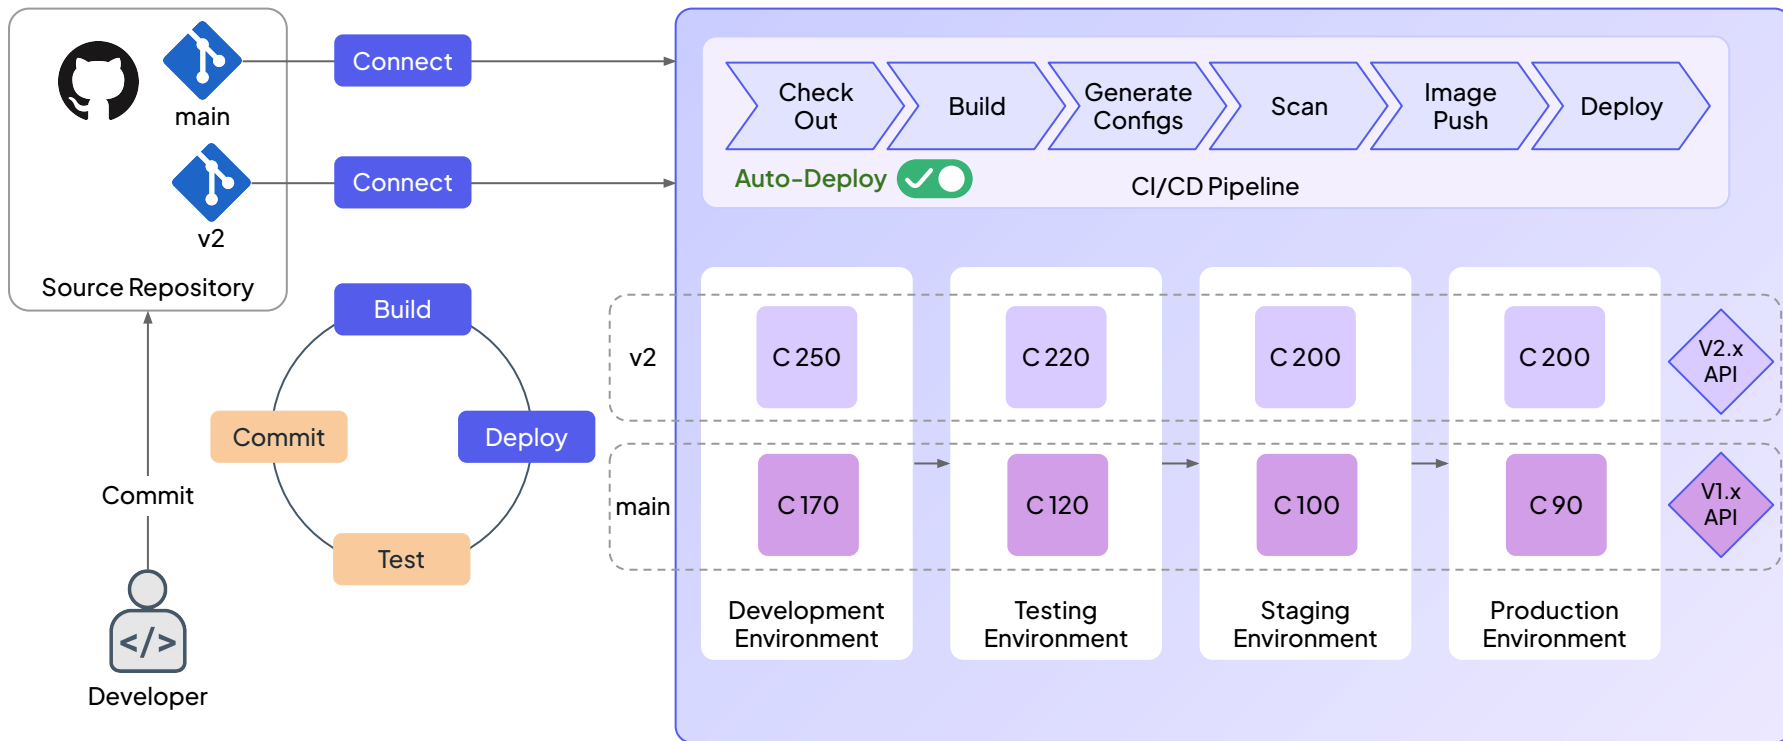 main
v2
Source Repository
Connect
Connect
Check
Out
Build
Generate
Configs
Scan
Image
Push
Deploy
Auto-Deploy
CI/CD Pipeline
Build
Commit
Deploy
Test
Commit
</>
Developer
v2
C 250
C 220
C 200
C 200
V2.x
API
main
C 170
C 120
C 100
C 90
V1.x
API
Development
Environment
Testing
Environment
Staging
Environment
Production
Environment